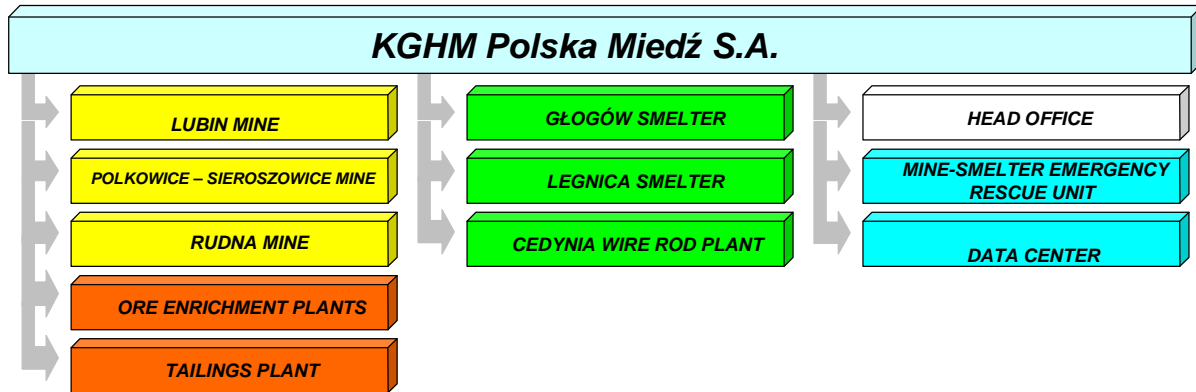 KGHM Polska Miedź S.A.
LUBIN MINE
POLKOWICE – SIEROSZOWICE MINE
RUDNA MINE
ORE ENRICHMENT PLANTS
TAILINGS PLANT
GŁOGÓW SMELTER
LEGNICA SMELTER
CEDYNIA WIRE ROD PLANT
HEAD OFFICE
MINE-SMELTER EMERGENCY
RESCUE UNIT
DATA CENTER